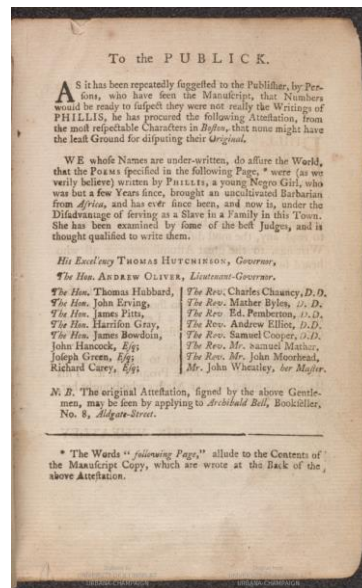 To the PUBLICK.
AS it has been repeatedly suggested to the Publisher, by Per-
sons, who have seen the Manuscript, that Numbers
would be ready to suspect they were not really the Writings of
PHILLIS, he has procured the following Attestation, from
the most respectable Characters in Boston, that none might have
the least Ground for disputing their Original.
WE whose Names are under-written, do assure the World,
that the POEMS specified in the following Page, * were (as we
verily believe) written by PHILLIS, a young Negro Girl, who
was but a few Years since, brought an uncultivated Barbarian
from Africa, and has ever since been, and now is, under the
Disadvantage of serving as a Slave in a Family in this Town.
She has been examined by some of the best Judges, and is
thought qualified to write them.
His Excellency THOMAS HUTCHINSON, Governor,
The Hon. ANDREW OLIVER, Lieutenant-Governor.
The Hon. Thomas Hubbard, | The Rev. Charles Chauncy, D.D.
The Hon. John Erving, | The Rev. Mather Byles, D.D.
The Hon. James Pitts, | The Rev. Ed. Pemberton, D.D.
The Hon. Harrison Gray, | The Rev. Andrew Elliot, D.D.
The Hon. James Bowdoin, | The Rev. Samuel Cooper, D.D.
John Hancock, Esq; | The Rev. Mr. Samuel Mather,
Joseph Green, Esq; | The Rev. Mr. John Moorhead,
Richard Carey, Esq; | Mr. John Wheatley, her Master.
N. B. The original Attestation, signed by the above Gentle-
men, may be seen by applying to Archibald Bell, Bookseller,
No. 8, Aldgate-Street.
* The Words "following Page," allude to the Contents of
the Manuscript Copy, which are wrote at the Back of the
above Attestation.
URBANA-CHAMPAIGN
URBANA-CHAMPAIGN